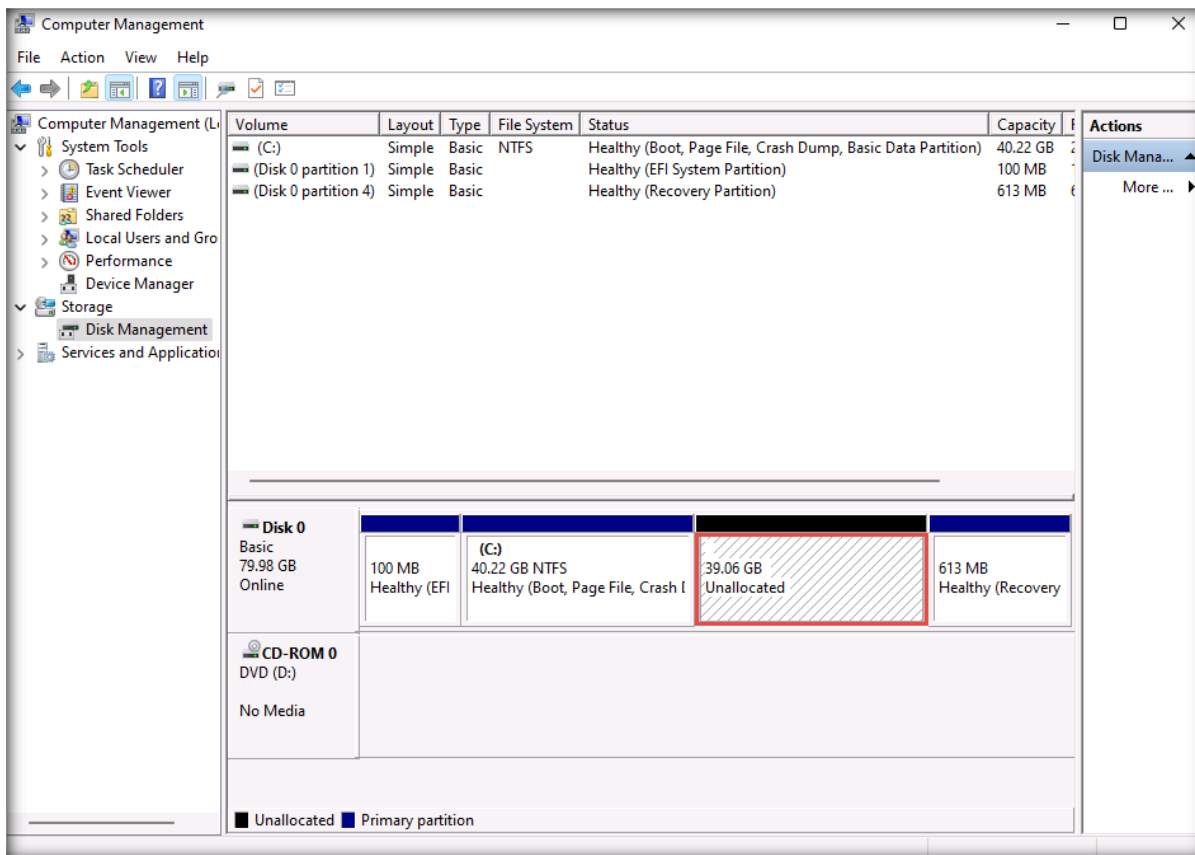 Computer Management
File Action View Help
Computer Management (L
System Tools
Task Scheduler
Event Viewer
Shared Folders
Local Users and Gro
Performance
Device Manager
Storage
Disk Management
Services and Application
Volume Layout Type File System Status Capacity F
(C:) Simple Basic NTFS Healthy (Boot, Page File, Crash Dump, Basic Data Partition) 40.22 GB 2
(Disk 0 partition 1) Simple Basic Healthy (EFI System Partition) 100 MB
(Disk 0 partition 4) Simple Basic Healthy (Recovery Partition) 613 MB 6
Actions
Disk Mana...
More ...
Disk 0
Basic
79.98 GB
Online
100 MB
Healthy (EFI
(C:)
40.22 GB NTFS
Healthy (Boot, Page File, Crash
39.06 GB
Unallocated
613 MB
Healthy (Recovery
CD-ROM 0
DVD (D:)
No Media
Unallocated Primary partition